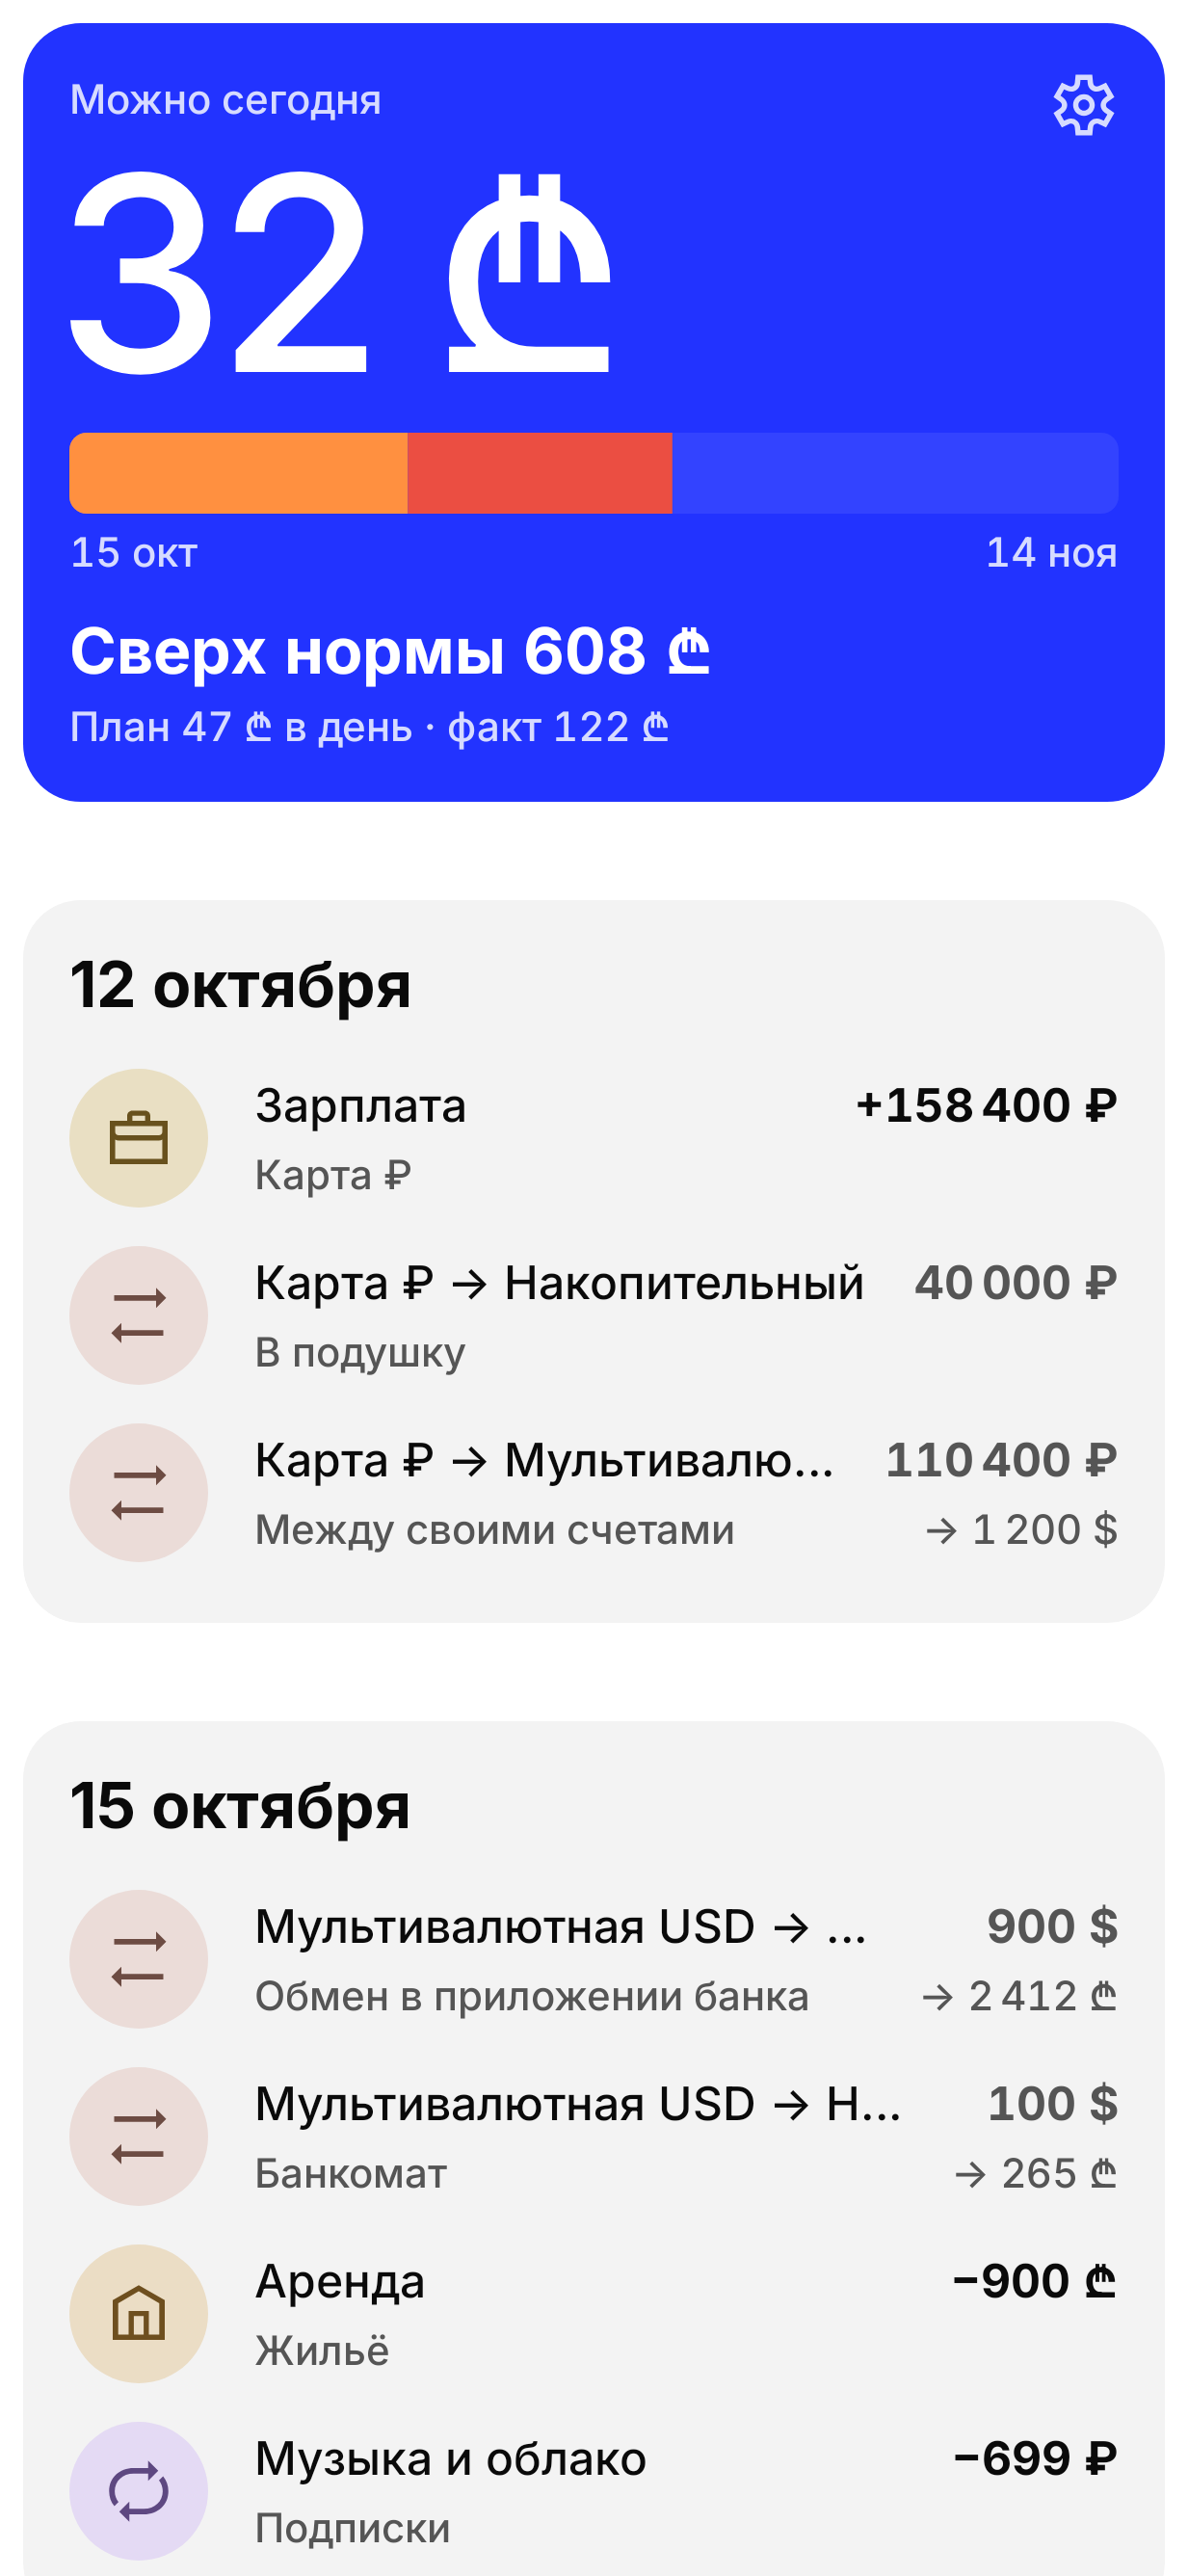 Можно сегодня
32 ₾
15 окт 14 ноя
Сверх нормы 608 ₾
План 47 ₾ в день · факт 122 ₾
12 октября
Зарплата +158 400 ₽
Карта ₽
Карта ₽ → Накопительный 40 000 ₽
В подушку
Карта ₽ → Мультивалю... 110 400 ₽
Между своими счетами → 1 200 $
15 октября
Мультивалютная USD → ... 900 $
Обмен в приложении банка → 2 412 ₾
Мультивалютная USD → Н... 100 $
Банкомат → 265 ₾
Аренда −900 ₾
Жильё
Музыка и облако −699 ₽
Подписки